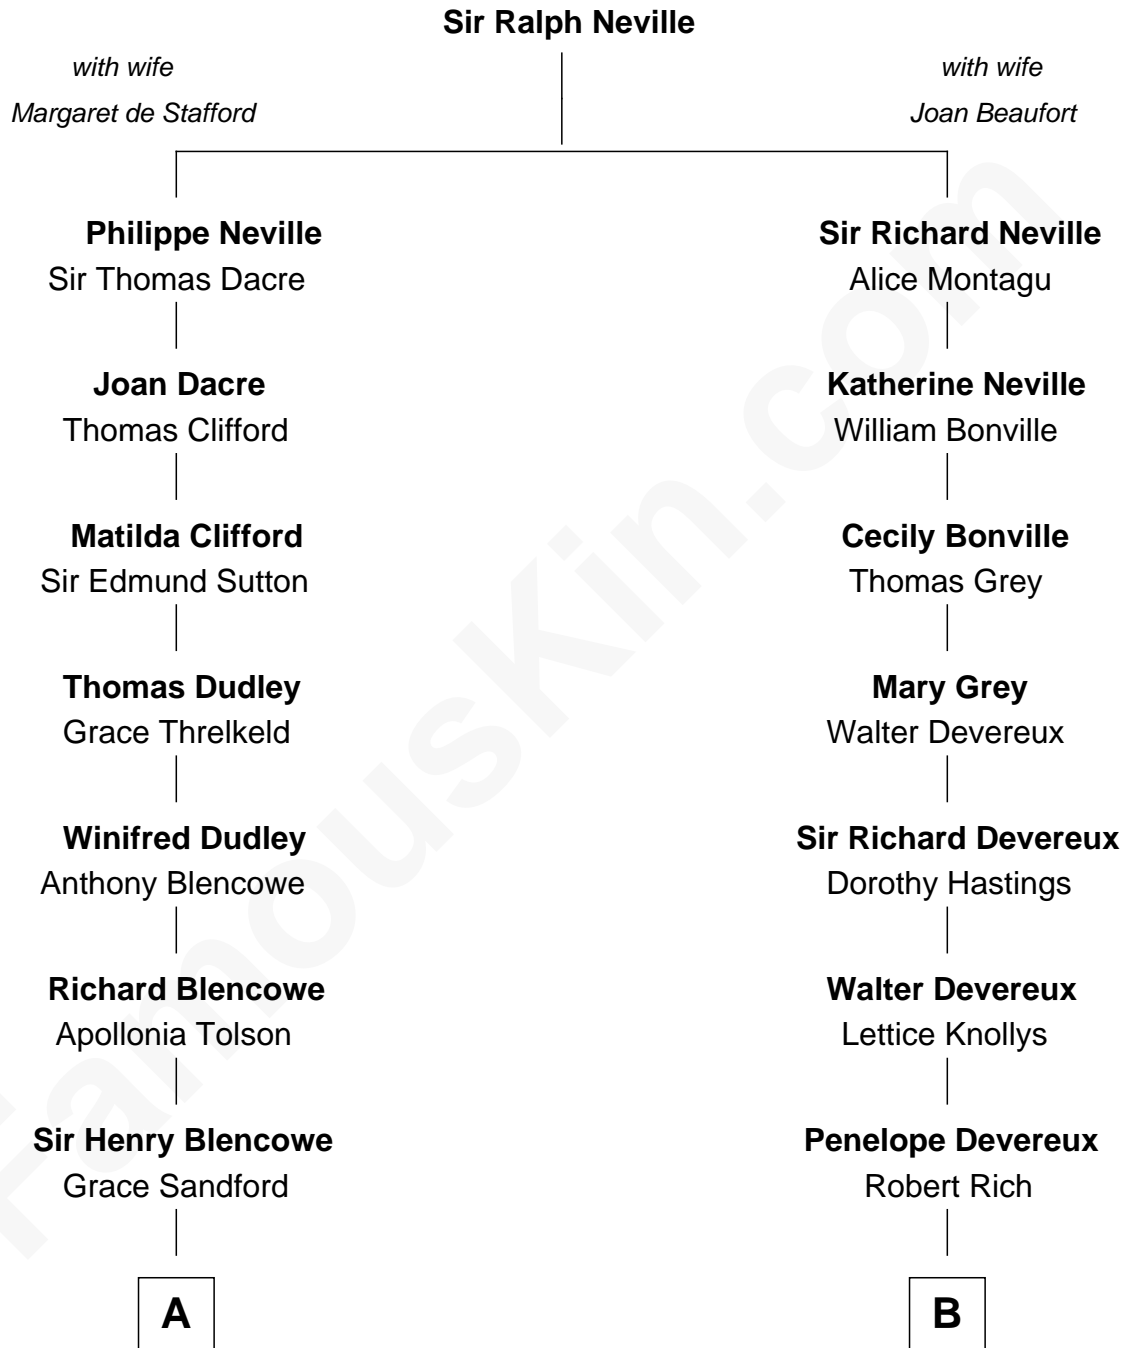 Sir Ralph Neville
with wife
Margaret de Stafford
with wife
Joan Beaufort
Philippe Neville
Sir Thomas Dacre
Sir Richard Neville
Alice Montagu
Joan Dacre
Thomas Clifford
Katherine Neville
William Bonville
Matilda Clifford
Sir Edmund Sutton
Cecily Bonville
Thomas Grey
Thomas Dudley
Grace Threlkeld
Mary Grey
Walter Devereux
Winifred Dudley
Anthony Blencowe
Sir Richard Devereux
Dorothy Hastings
Richard Blencowe
Apollonia Tolson
Walter Devereux
Lettice Knollys
Sir Henry Blencowe
Grace Sandford
Penelope Devereux
Robert Rich
A
B
FamousKin.com